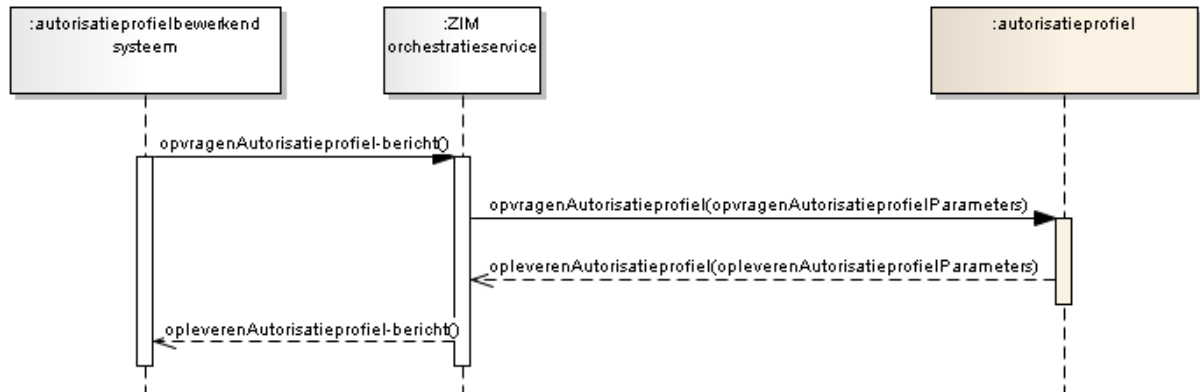 :autorisatieprofielbewerkend
systeem
:ZIM
orchestratieservice
:autorisatieprofiel
opvragenAutorisatieprofiel-bericht()
opvragenAutorisatieprofiel(opvragenAutorisatieprofielParameters)
opleverenAutorisatieprofiel(opleverenAutorisatieprofielParameters)
opleverenAutorisatieprofiel-bericht()